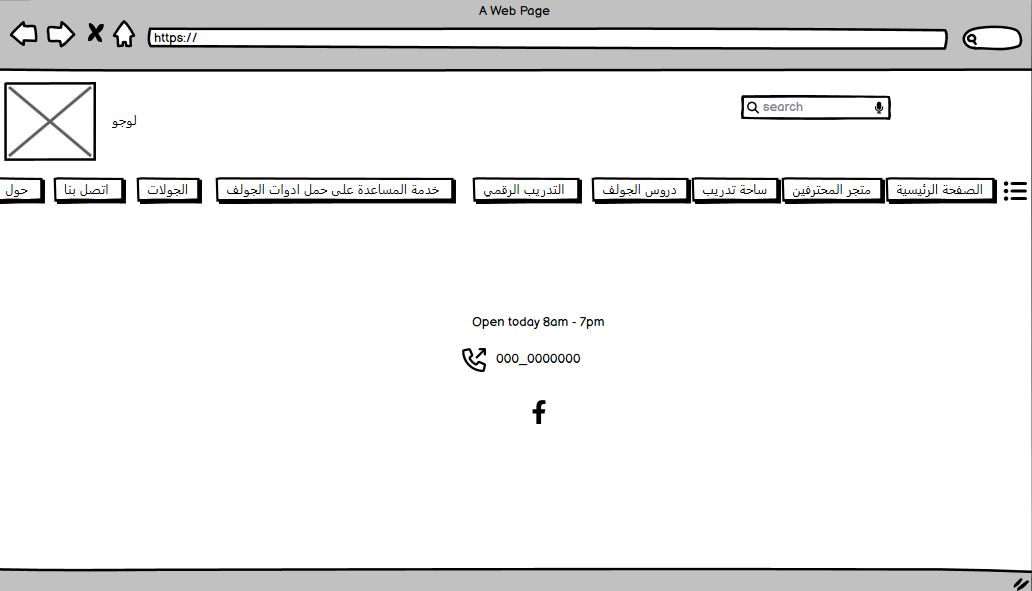 A Web Page
https://
search
لوجو
الصفحة الرئيسية
متجر المحترفين
ساحة تدريب
دروس الجولف
التدريب الرقمي
خدمة المساعدة على حمل ادوات الجولف
الجولات
اتصل بنا
حول
Open today 8am - 7pm
000_0000000